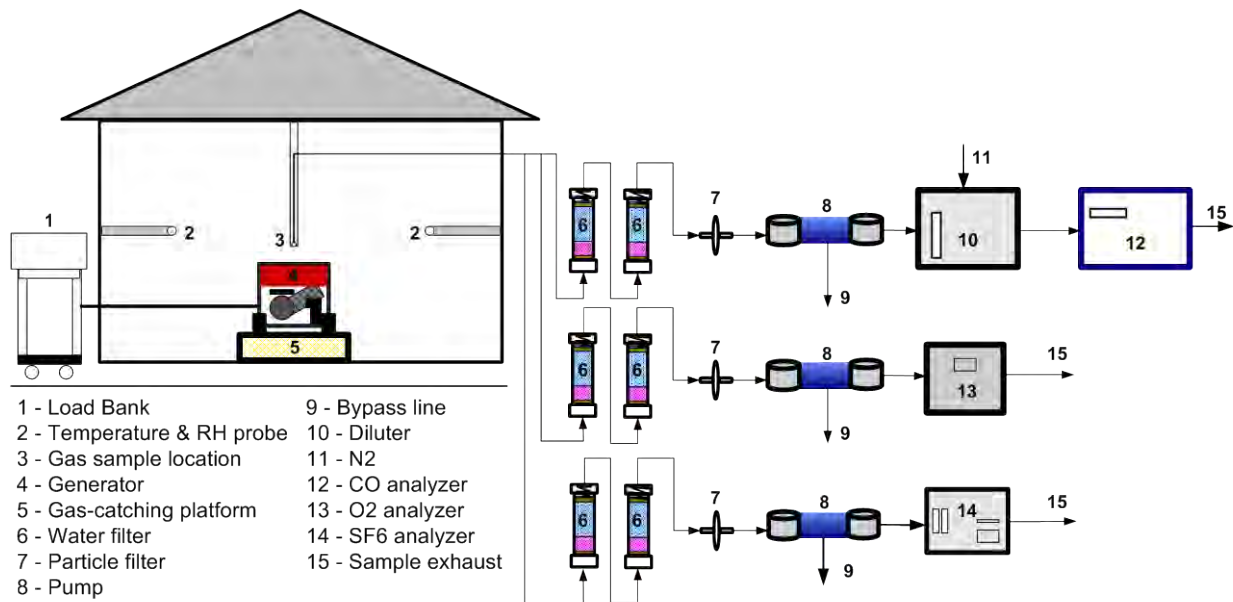 11
7
8
1
6
6
15
2
3
2
10
12
4
9
5
7
8
15
6
6
13
9
1 - Load Bank
2 - Temperature & RH probe
3 - Gas sample location
4 - Generator
5 - Gas-catching platform
6 - Water filter
7 - Particle filter
8 - Pump
9 - Bypass line
10 - Diluter
11 - N2
12 - CO analyzer
13 - O2 analyzer
14 - SF6 analyzer
15 - Sample exhaust
7
8
15
6
6
14
9